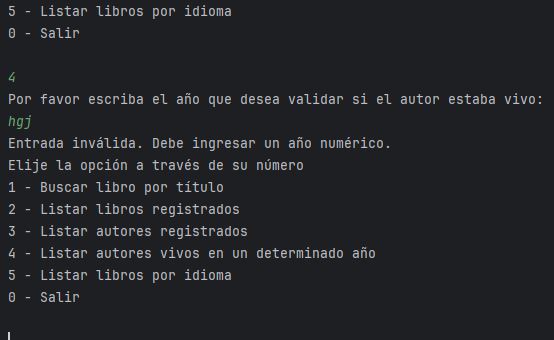 5 - Listar libros por idioma
0 - Salir
4
Por favor escriba el año que desea validar si el autor estaba vivo:
hgj
Entrada inválida. Debe ingresar un año numérico.
Elije la opción a través de su número
1 - Buscar libro por título
2 - Listar libros registrados
3 - Listar autores registrados
4 - Listar autores vivos en un determinado año
5 - Listar libros por idioma
0 - Salir